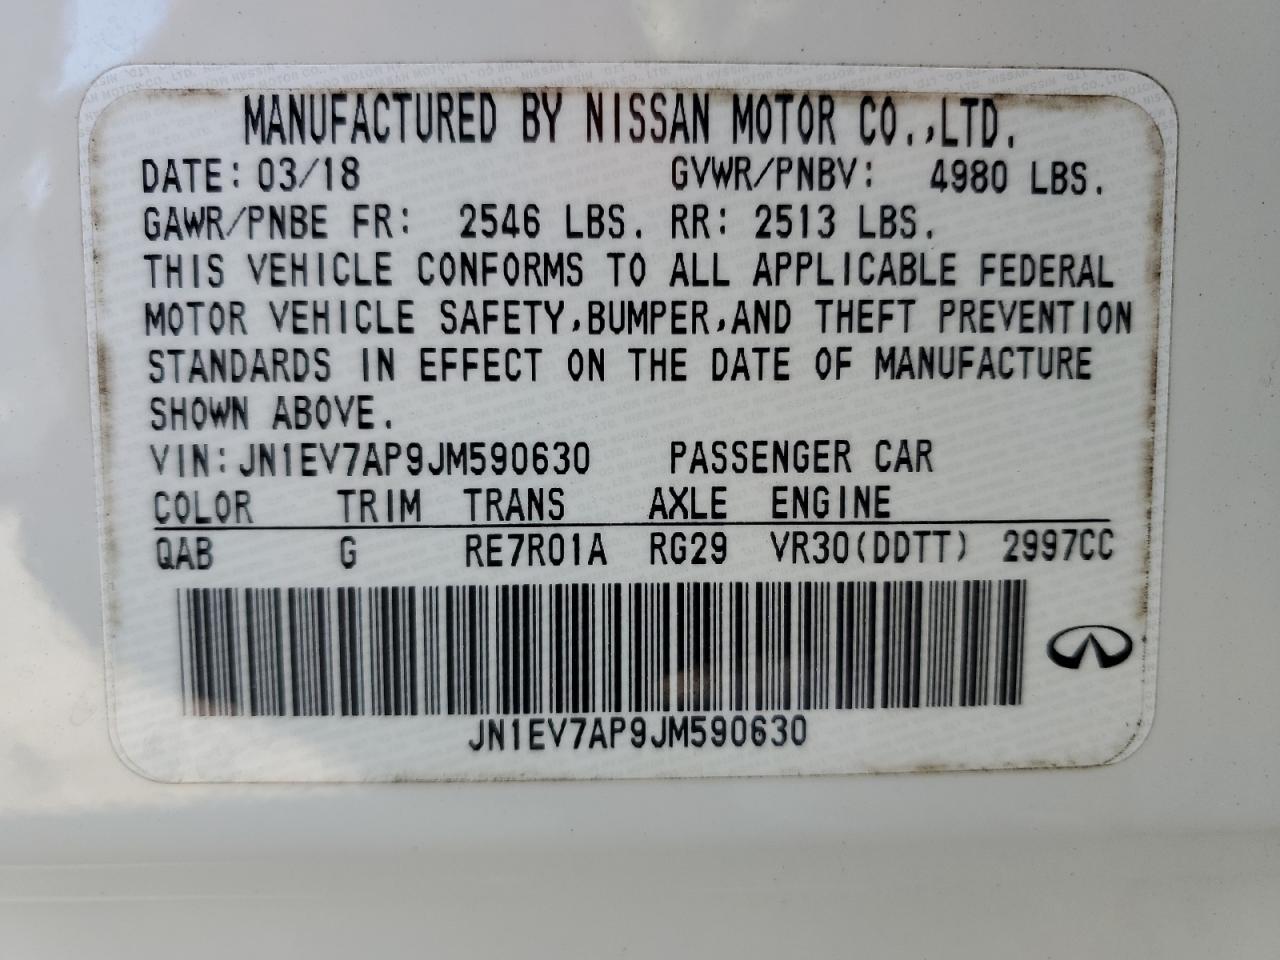 MANUFACTURED BY NISSAN MOTOR CO.,LTD.
DATE: 03/18 GVWR/PNBV: 4980 LBS.
GAWR/PNBE FR: 2546 LBS. RR: 2513 LBS.
THIS VEHICLE CONFORMS TO ALL APPLICABLE FEDERAL
MOTOR VEHICLE SAFETY,BUMPER,AND THEFT PREVENTION
STANDARDS IN EFFECT ON THE DATE OF MANUFACTURE
SHOWN ABOVE.
VIN:JN1EV7AP9JM590630 PASSENGER CAR
COLOR TRIM TRANS AXLE ENGINE
QAB G RE7R01A RG29 VR30(DDTT) 2997CC
JN1EV7AP9JM590630